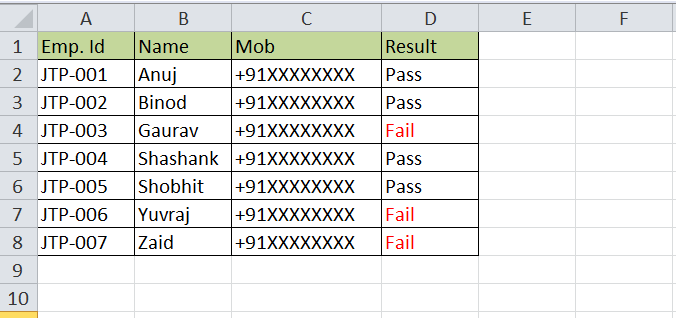 A B C D E F
1 Emp. Id Name Mob Result
2 JTP-001 Anuj +91XXXXXXXX Pass
3 JTP-002 Binod +91XXXXXXXX Pass
4 JTP-003 Gaurav +91XXXXXXXX Fail
5 JTP-004 Shashank +91XXXXXXXX Pass
6 JTP-005 Shobhit +91XXXXXXXX Pass
7 JTP-006 Yuvraj +91XXXXXXXX Fail
8 JTP-007 Zaid +91XXXXXXXX Fail
9
10